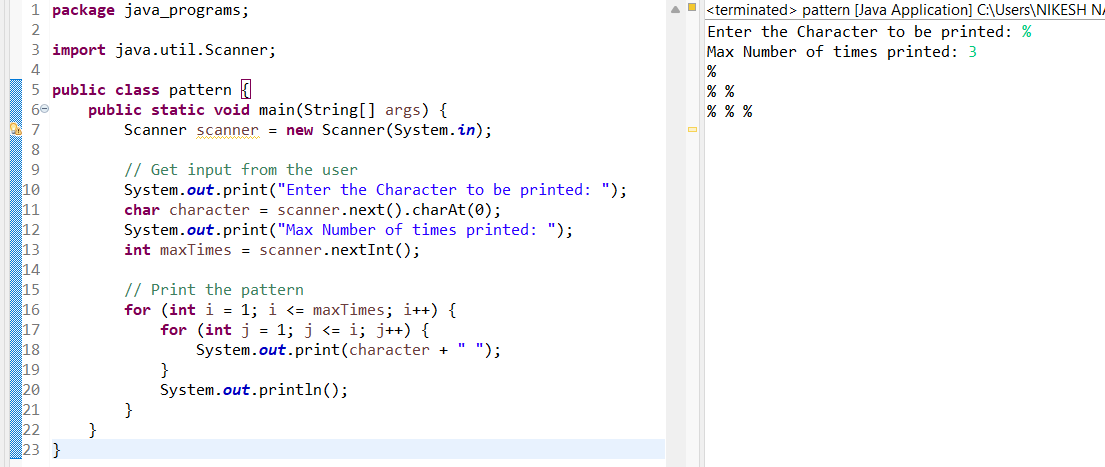 1 package java_programs;
2
3 import java.util.Scanner;
4
5 public class pattern {
6 public static void main(String[] args) {
7 Scanner scanner = new Scanner(System.in);
8
9 // Get input from the user
10 System.out.print("Enter the Character to be printed: ");
11 char character = scanner.next().charAt(0);
12 System.out.print("Max Number of times printed: ");
13 int maxTimes = scanner.nextInt();
14
15 // Print the pattern
16 for (int i = 1; i <= maxTimes; i++) {
17 for (int j = 1; j <= i; j++) {
18 System.out.print(character + " ");
19 }
20 System.out.println();
21 }
22 }
23 }
<terminated> pattern [Java Application] C:\Users\NIKESH
Enter the Character to be printed: %
Max Number of times printed: 3
%
% %
% % %